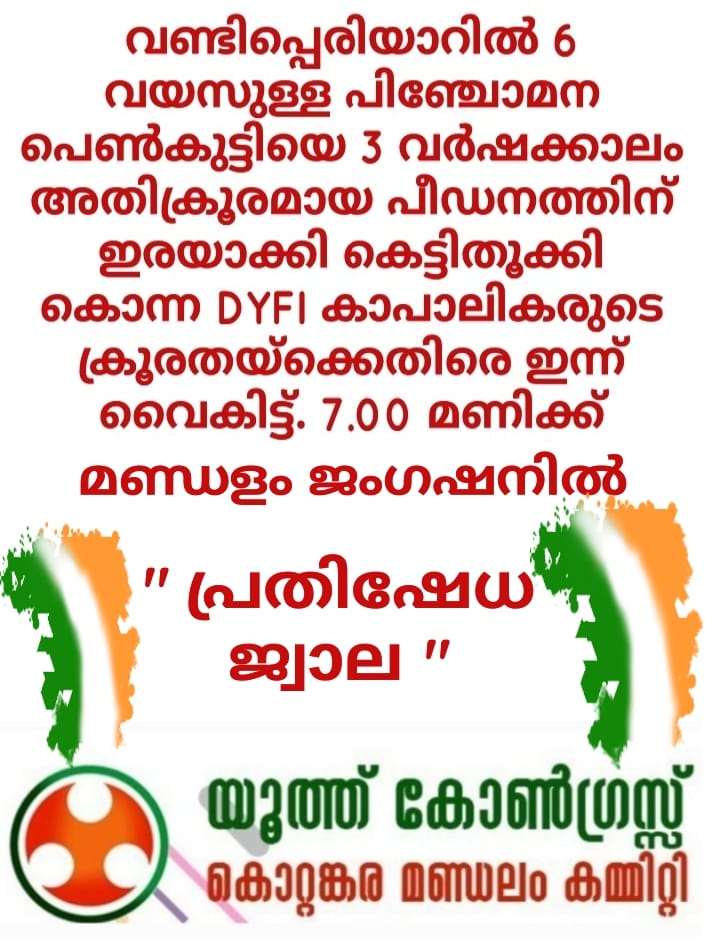 വണ്ടിപ്പെരിയാറിൽ 6
വയസുള്ള പിഞ്ചോമന
പെൺകുട്ടിയെ 3 വർഷക്കാലം
അതിക്രൂരമായ പീഡനത്തിന്
ഇരയാക്കി കെട്ടിതൂക്കി
കൊന്ന DYFI കാപാലികരുടെ
ക്രൂരതയ്ക്കെതിരെ ഇന്ന്
വൈകിട്ട്. 7.00 മണിക്ക്
മണ്ഡളം ജംഗഷനിൽ
" പ്രതിഷേധ
ജ്വാല "
യൂത്ത് കോൺഗ്രസ്സ്
കൊറ്റങ്കര മണ്ഡലം കമ്മിറ്റി